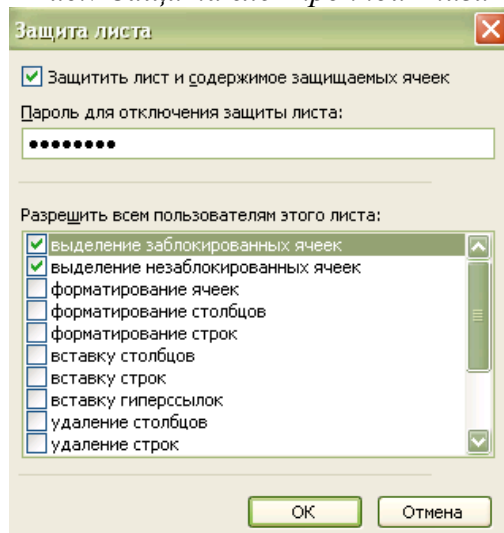 Защита листа
Защитить лист и содержимое защищаемых ячеек
Пароль для отключения защиты листа:
••••••••
Разрешить всем пользователям этого листа:
выделение заблокированных ячеек
выделение незаблокированных ячеек
форматирование ячеек
форматирование столбцов
форматирование строк
вставку столбцов
вставку строк
вставку гиперссылок
удаление столбцов
удаление строк
ОК
Отмена